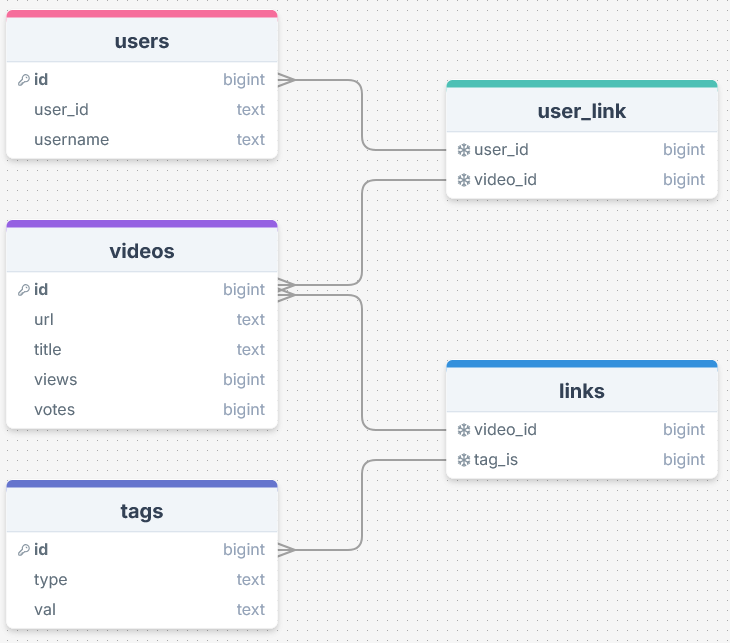 users
id bigint
user_id text
username text
user_link
user_id bigint
video_id bigint
videos
id bigint
url text
title text
views bigint
votes bigint
links
video_id bigint
tag_is bigint
tags
id bigint
type text
val text